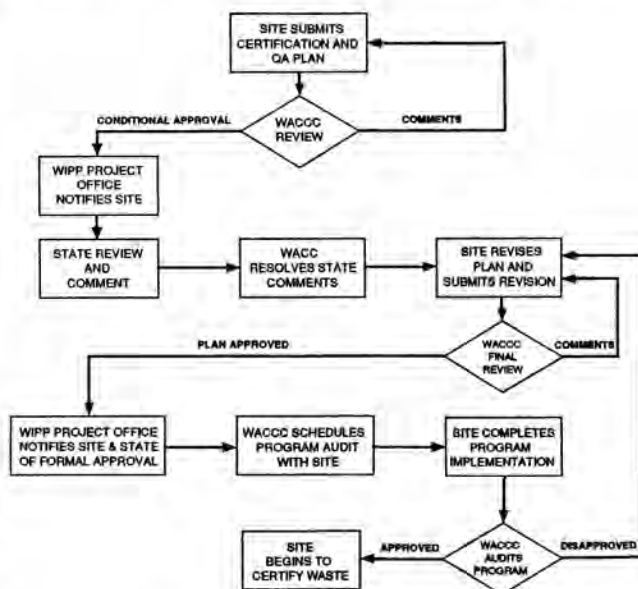 SITE SUBMITS
CERTIFICATION AND
QA PLAN
CONDITIONAL APPROVAL
WACCC
REVIEW
COMMENTS
WIPP PROJECT
OFFICE
NOTIFIES SITE
STATE REVIEW
AND
COMMENT
WACC
RESOLVES STATE
COMMENTS
SITE REVISES
PLAN AND
SUBMITS REVISION
PLAN APPROVED
WACCC
FINAL
REVIEW
COMMENTS
WIPP PROJECT OFFICE
NOTIFIES SITE & STATE
OF FORMAL APPROVAL
WACCC SCHEDULES
PROGRAM AUDIT
WITH SITE
SITE COMPLETES
PROGRAM
IMPLEMENTATION
SITE
BEGINS TO
CERTIFY WASTE
APPROVED
WACCC
AUDITS
PROGRAM
DISAPPROVED